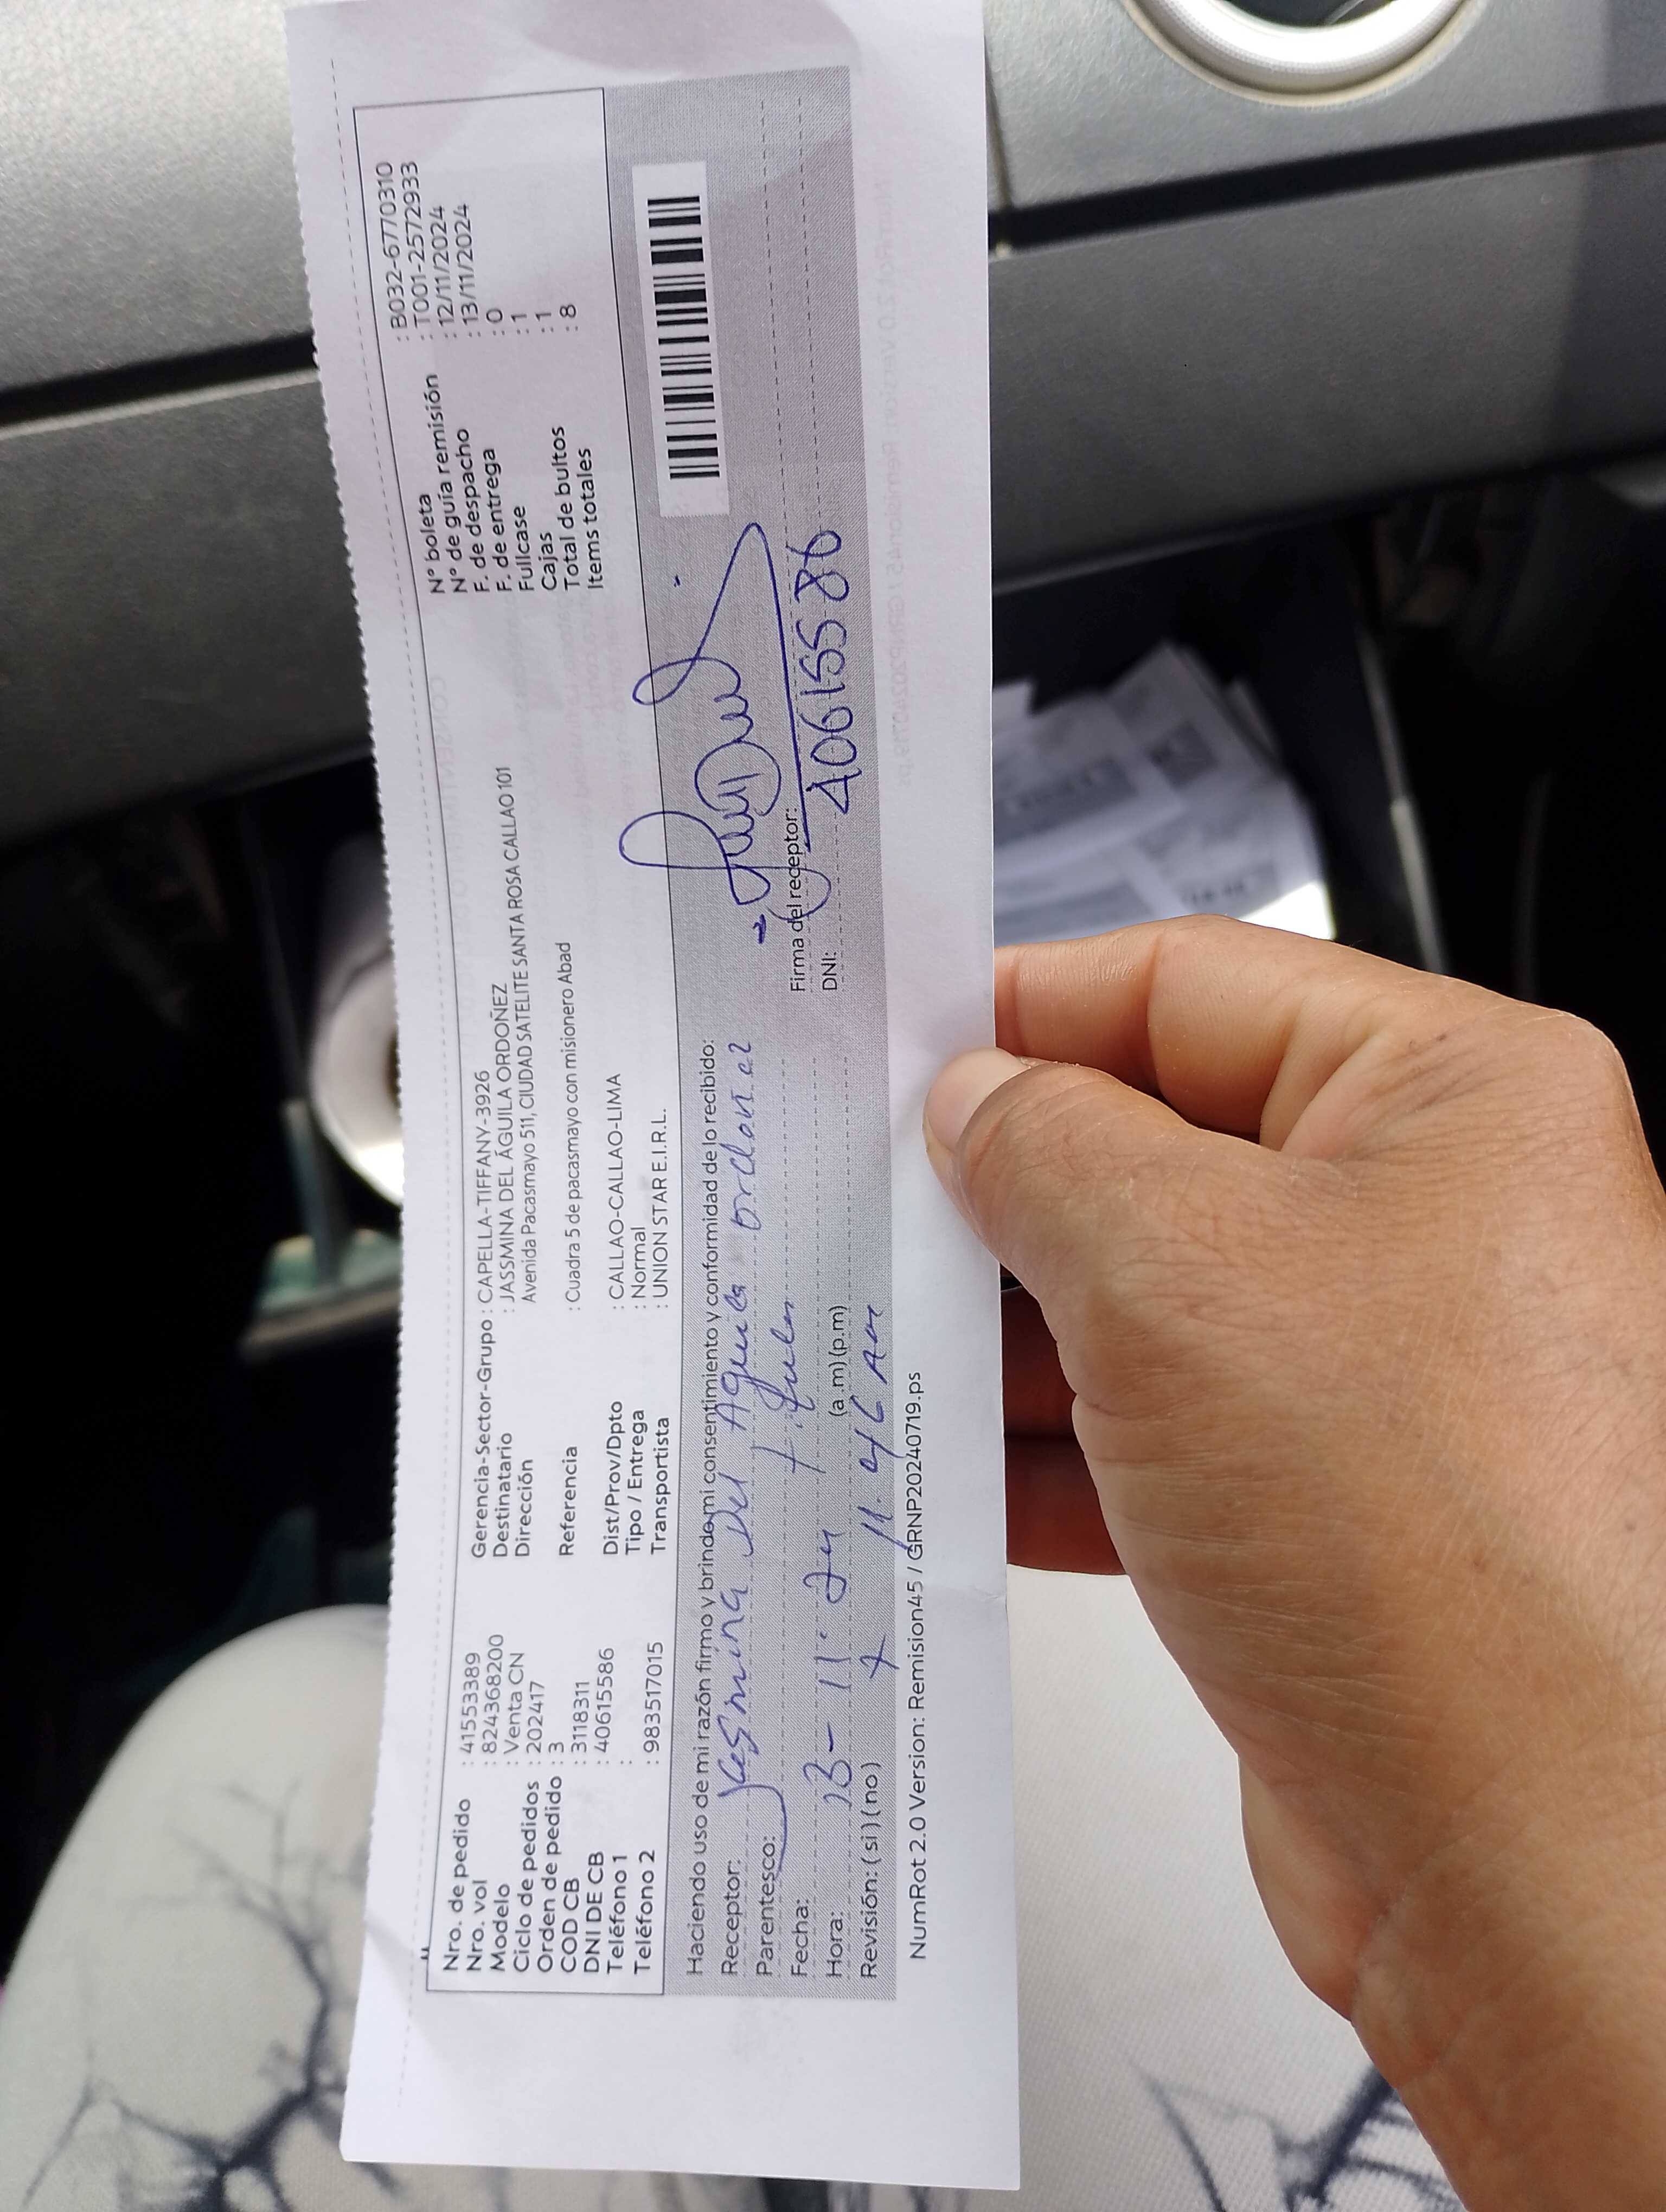 Nro. de pedido : 41553389
Nro. vol : 824368200
Modelo : Venta CN
Ciclo de pedidos : 202417
Orden de pedido : 3
COD CB : 3118311
DNI DE CB : 40615586
Teléfono 1 :
Teléfono 2 : 983517015
Gerencia-Sector-Grupo : CAPELLA-TIFFANY-3926
Destinatario : JASSMINA DEL ÁGUILA ORDOÑEZ
Dirección Avenida Pacasmayo 511, CIUDAD SATELITE SANTA ROSA CALLAO 101
Referencia : Cuadra 5 de pacasmayo con misionero Abad
Dist/Prov/Dpto : CALLAO-CALLAO-LIMA
Tipo / Entrega : Normal
Transportista : UNION STAR E.I.R.L.
N° boleta : B032-6770310
N° de guía remisión : T001-2572933
F. de despacho : 12/11/2024
F. de entrega : 13/11/2024
Fullcase : 0
Cajas : 1
Total de bultos : 1
Items totales : 8
Haciendo uso de mi razón firmo y brindo mi consentimiento y conformidad de lo recibido:
Receptor: Jasmina Del Aguila Ordoñez
Parentesco:
Fecha: 13-11-24
Hora: (a.m) (p.m)
Revisión: (si) (no)
Firma del receptor:
DNI: 40615586
NumRot 2.0 Version: Remision45 / GRNP20240719.ps